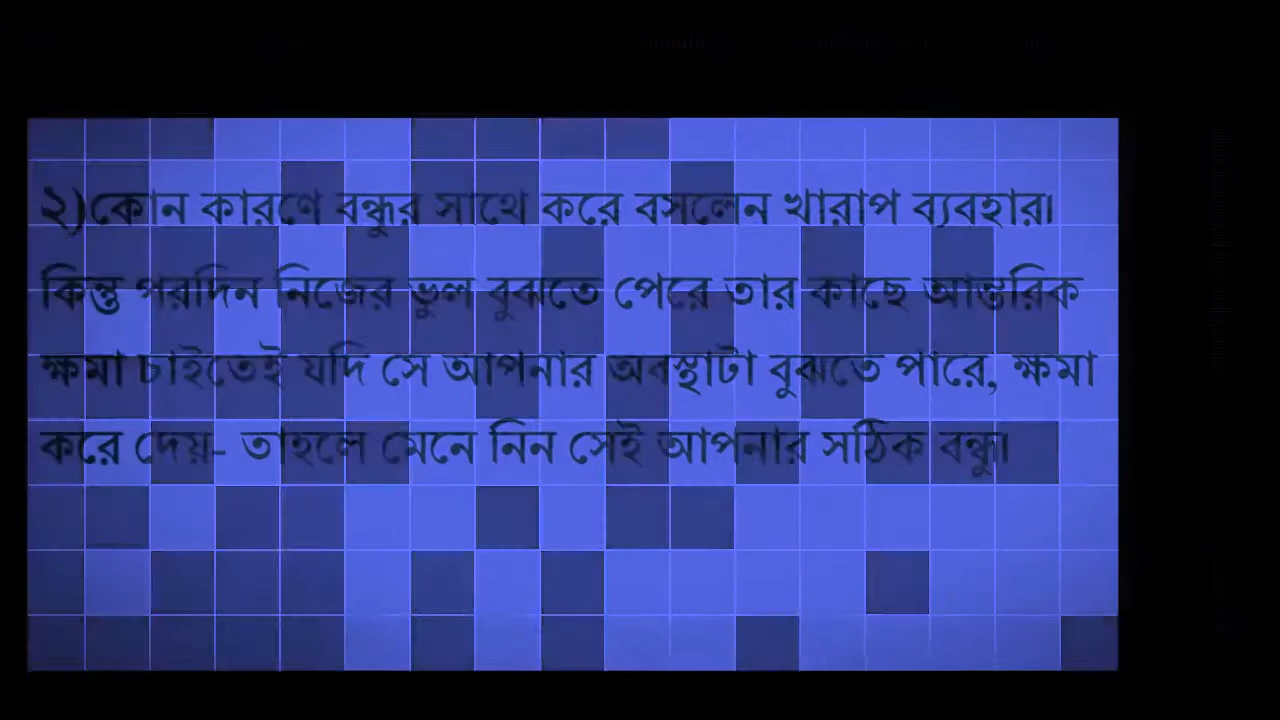 ২)কোন কারণে বন্ধুর সাথে করে বসলেন খারাপ ব্যবহার।
কিন্তু পরদিন নিজের ভুল বুঝতে পেরে তার কাছে আন্তরিক
ক্ষমা চাইতেই যদি সে আপনার অবস্থাটা বুঝতে পারে, ক্ষমা
করে দেয়- তাহলে মেনে নিন সেই আপনার সঠিক বন্ধু।